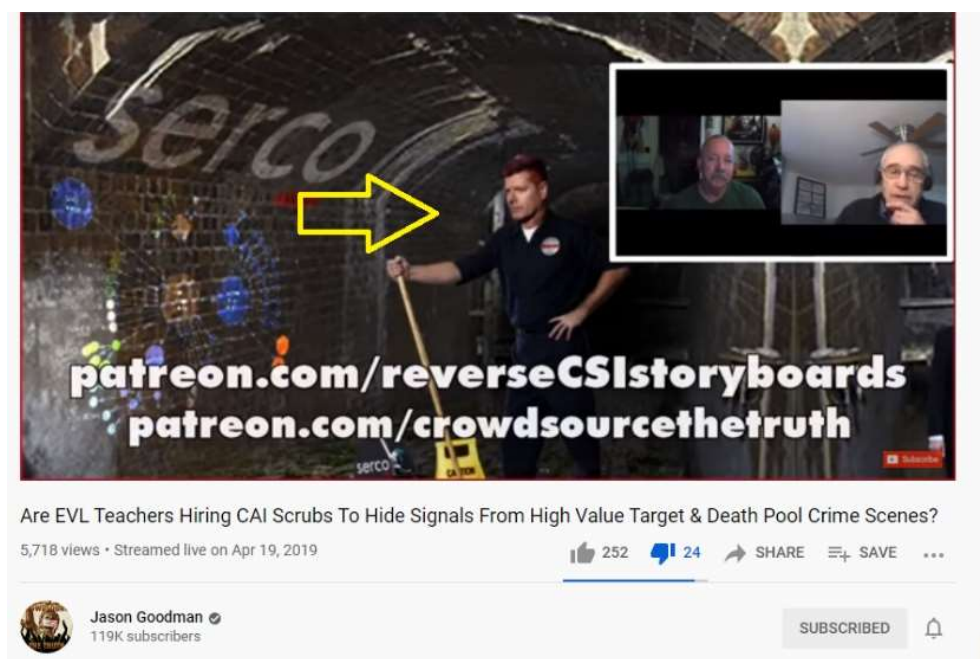 serco
patreon.com/reverseCSIstoryboards
patreon.com/crowdsourcethetruth
serco
CAUTION
Subscribe
Are EVL Teachers Hiring CAI Scrubs To Hide Signals From High Value Target & Death Pool Crime Scenes?
5,718 views • Streamed live on Apr 19, 2019
252 24 SHARE SAVE
Jason Goodman
119K subscribers
SUBSCRIBED